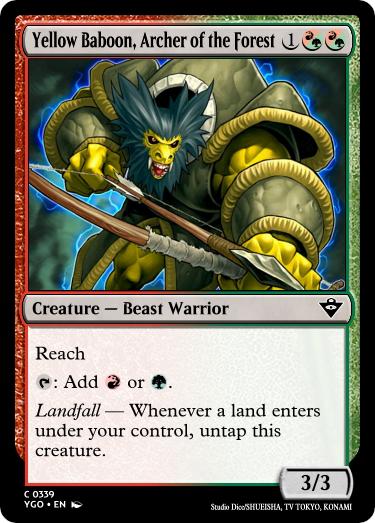 Yellow Baboon, Archer of the Forest 1
Creature — Beast Warrior
Reach
: Add or .
Landfall — Whenever a land enters
under your control, untap this
creature.
3/3
C 0339
YGO • EN
Studio Dice/SHUEISHA, TV TOKYO, KONAMI